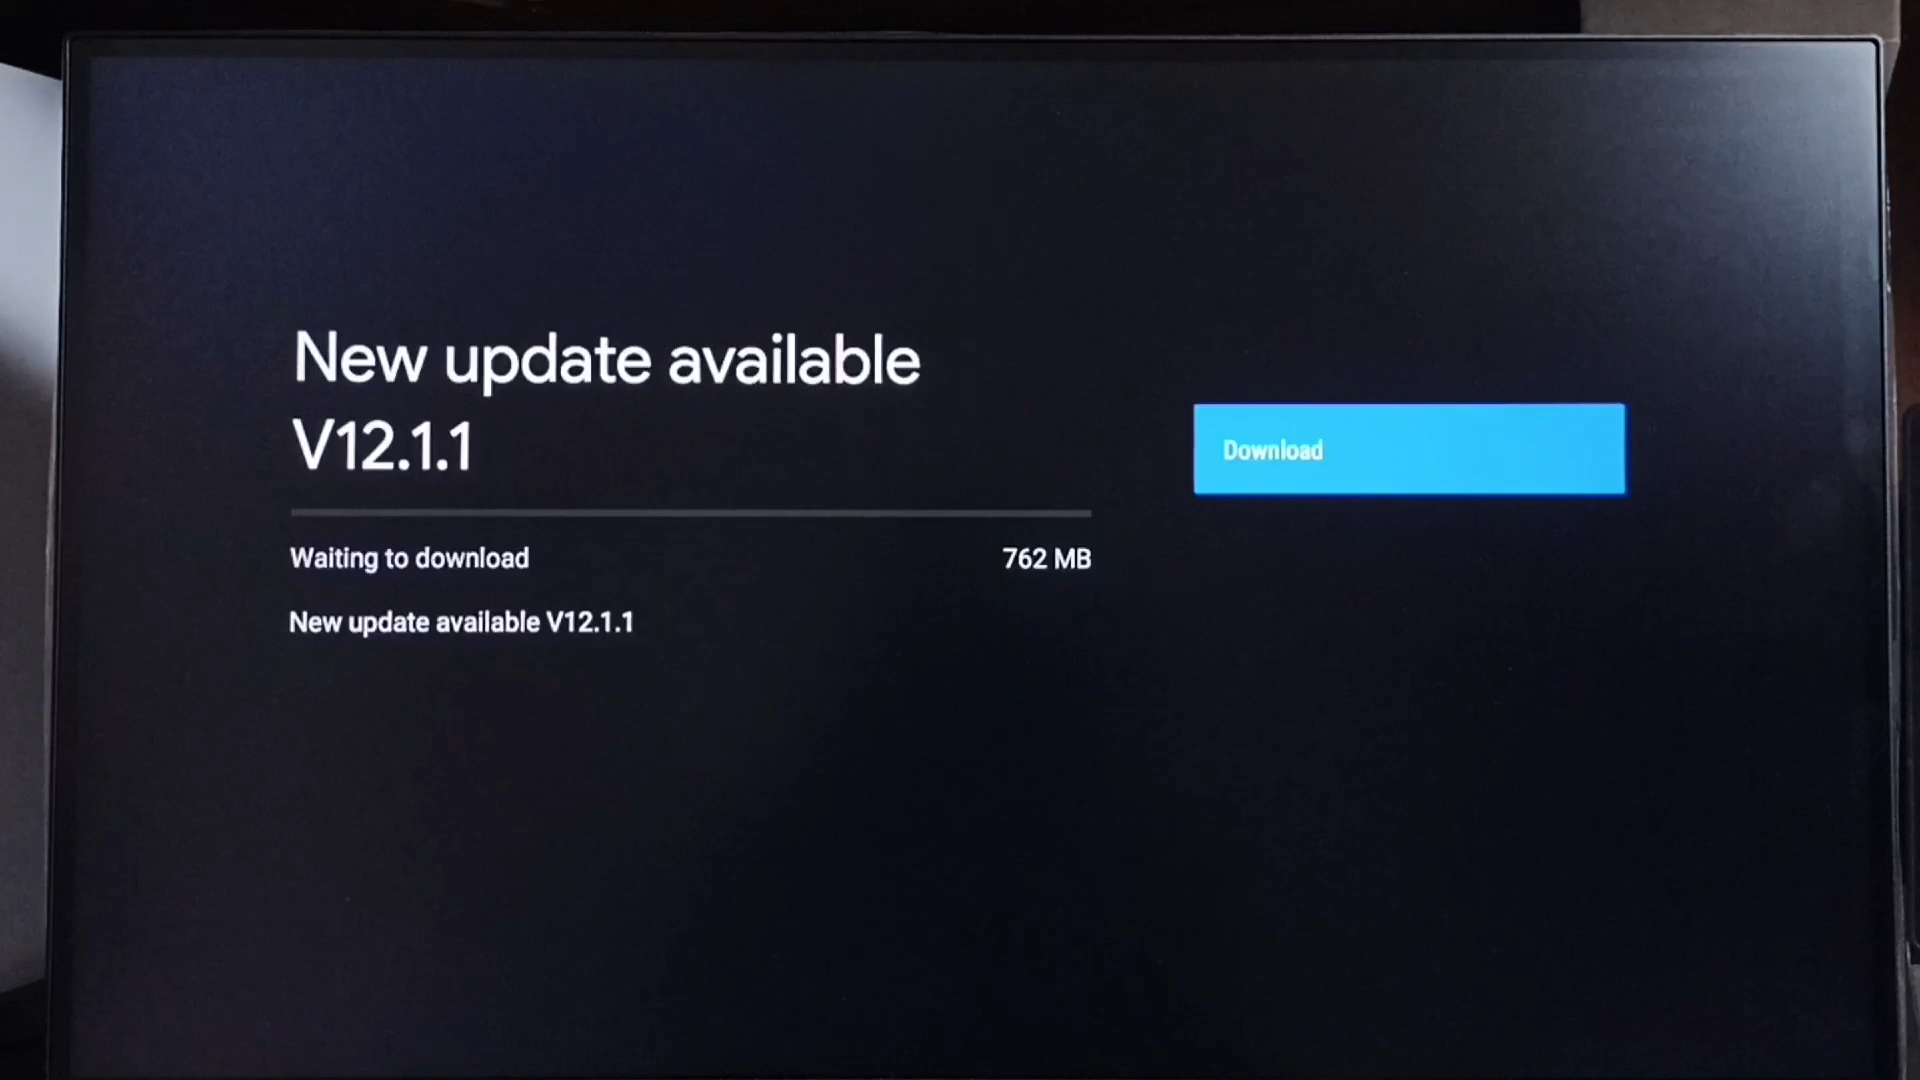 New update available
V12.1.1
Download
Waiting to download 762 MB
New update available V12.1.1